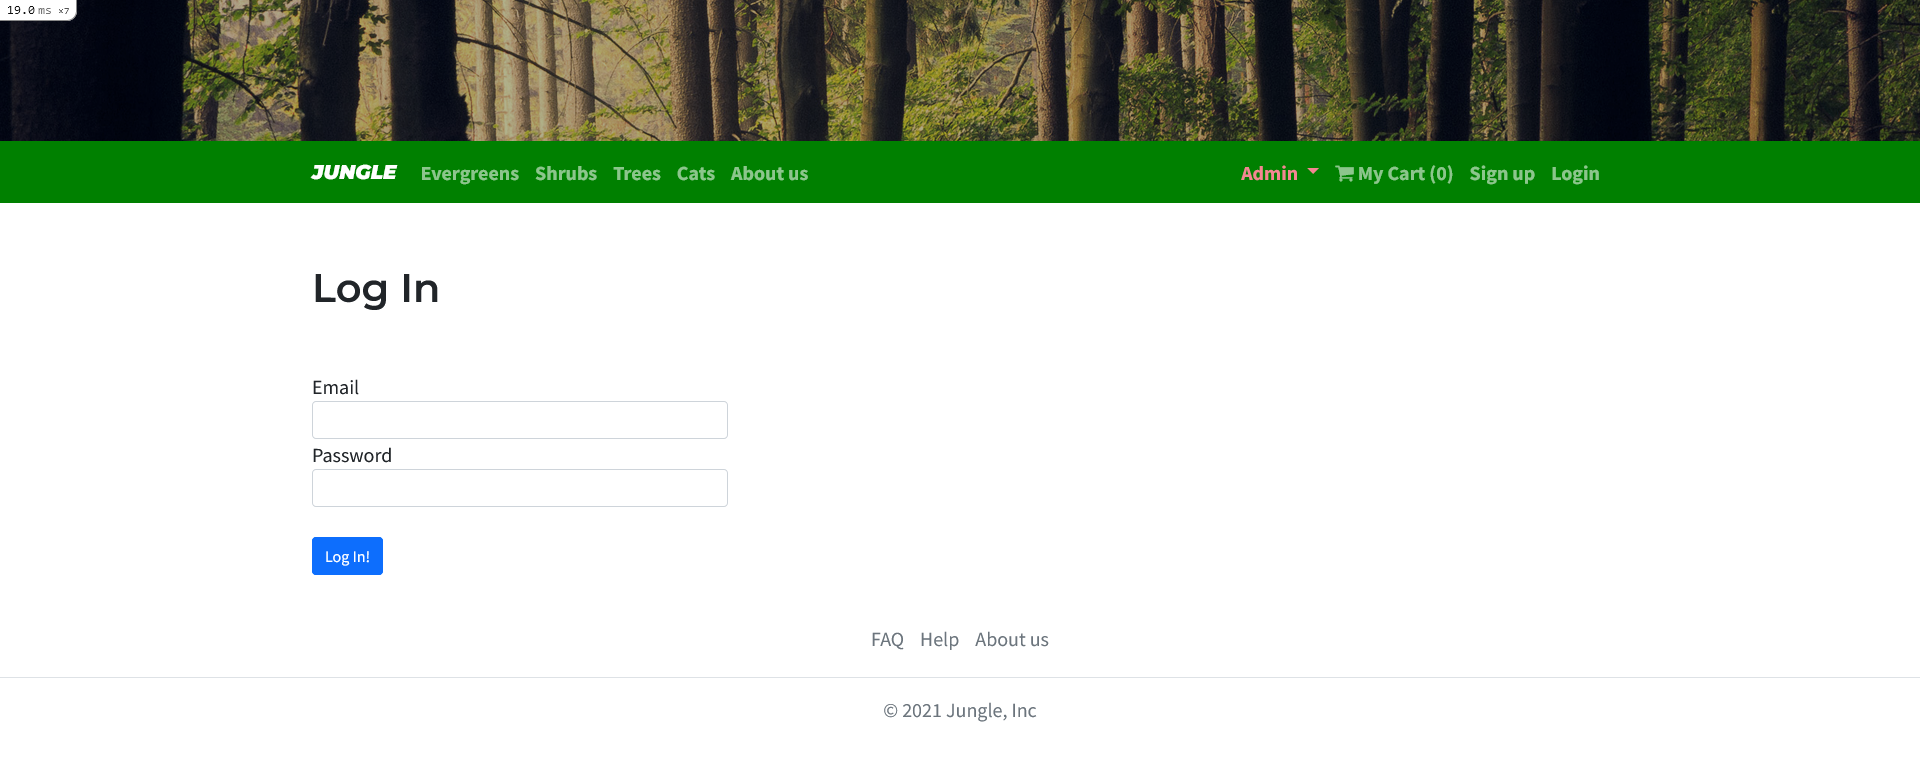 19.0 ms ×7
JUNGLE Evergreens Shrubs Trees Cats About us Admin My Cart (0) Sign up Login
Log In
Email
Password
Log In!
FAQ Help About us
© 2021 Jungle, Inc